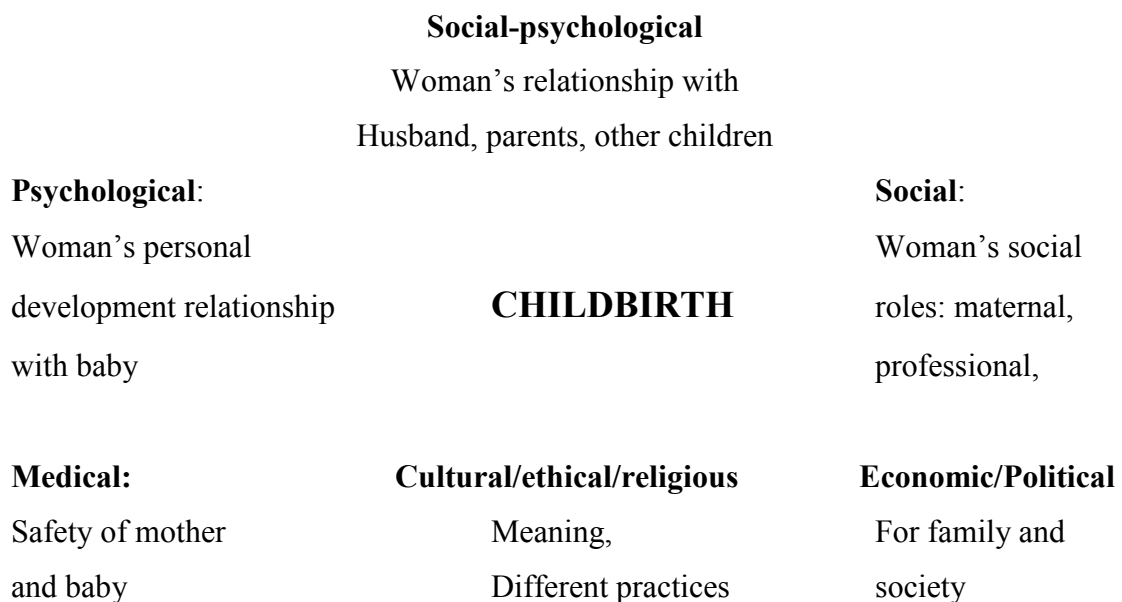 Social-psychological
Woman’s relationship with
Husband, parents, other children
Psychological:
Woman’s personal
development relationship
with baby
Social:
Woman’s social
roles: maternal,
professional,
CHILDBIRTH
Medical:
Safety of mother
and baby
Cultural/ethical/religious
Meaning,
Different practices
Economic/Political
For family and
society